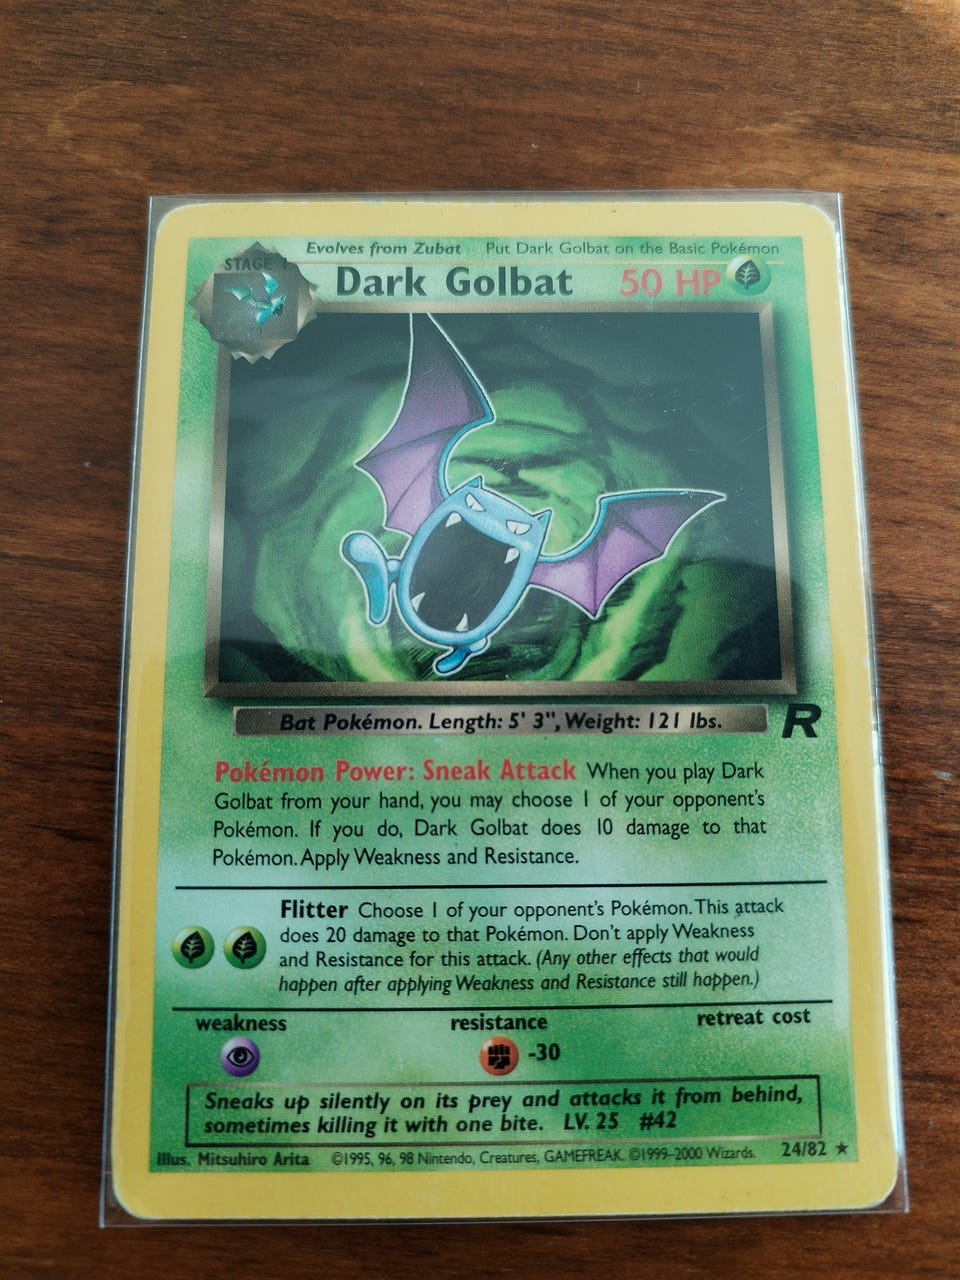 Evolves from Zubat Put Dark Golbat on the Basic Pokémon
STAGE 1
Dark Golbat 50 HP
Bat Pokémon. Length: 5' 3", Weight: 121 lbs.
R
Pokémon Power: Sneak Attack When you play Dark
Golbat from your hand, you may choose 1 of your opponent's
Pokémon. If you do, Dark Golbat does 10 damage to that
Pokémon. Apply Weakness and Resistance.
Flitter Choose 1 of your opponent's Pokémon. This attack
does 20 damage to that Pokémon. Don't apply Weakness
and Resistance for this attack. (Any other effects that would
happen after applying Weakness and Resistance still happen.)
weakness resistance retreat cost
-30
Sneaks up silently on its prey and attacks it from behind,
sometimes killing it with one bite. LV. 25 #42
Illus. Mitsuhiro Arita ©1995, 96, 98 Nintendo, Creatures, GAMEFREAK. ©1999–2000 Wizards. 24/82 ★